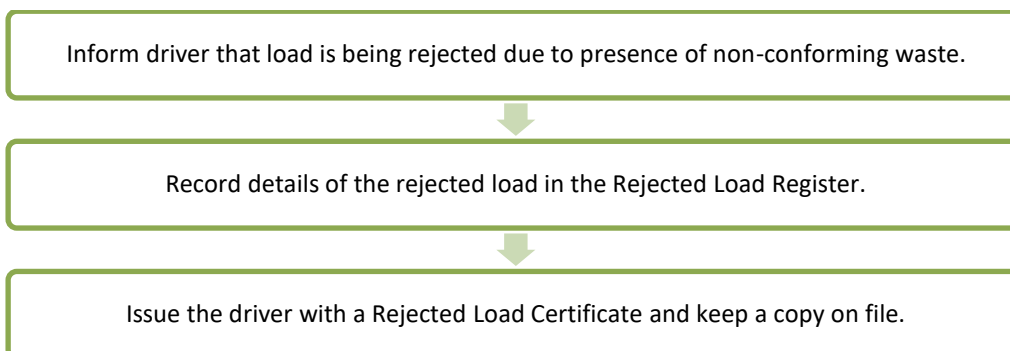 Inform driver that load is being rejected due to presence of non-conforming waste.
Record details of the rejected load in the Rejected Load Register.
Issue the driver with a Rejected Load Certificate and keep a copy on file.